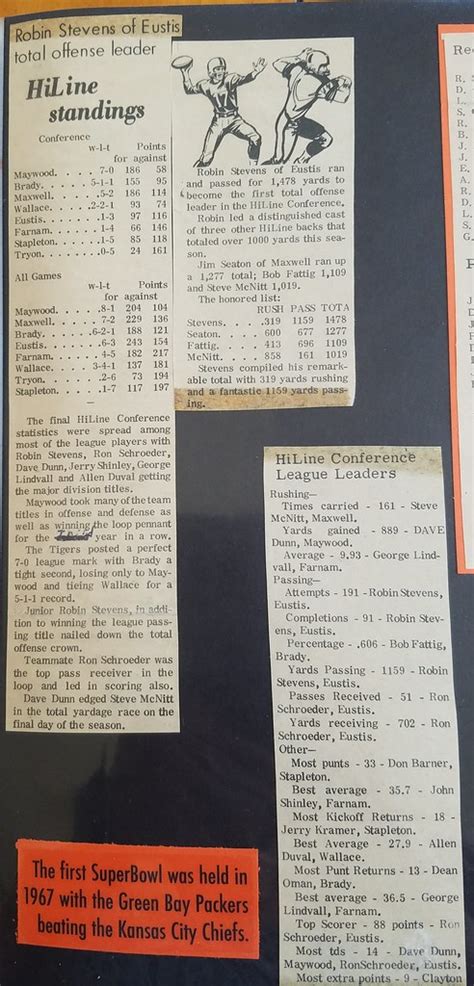 Robin Stevens of Eustis
total offense leader
HiLine
standings
Conference
w-l-t Points
for against
Maywood. . . . . 7-0 186 58
Brady. . . . . 5-1-1 155 95
Maxwell. . . . . .5-2 186 114
Wallace. . . .2-2-1 93 74
Eustis. . . . . . .1-3 97 116
Farnam. . . . . .1-4 66 146
Stapleton. . . . .1-5 85 118
Tryon. . . . . . .0-5 24 161
All Games
w-l-t Points
for against
Maywood. . . . . .8-1 204 104
Maxwell. . . . . . 7-2 229 136
Brady. . . . . .6-2-1 188 121
Eustis. . . . . . .6-3 243 154
Farnam. . . . . . 4-5 182 217
Wallace. . . . 3-4-1 137 181
Tryon. . . . . . .2-6 73 194
Stapleton. . . . .1-7 117 197
The final HiLine Conference
statistics were spread among
most of the league players with
Robin Stevens, Ron Schroeder,
Dave Dunn, Jerry Shinley, George
Lindvall and Allen Duval getting
the major division titles.
Maywood took many of the team
titles in offense and defense as
well as winning the loop pennant
for the year in a row.
The Tigers posted a perfect
7-0 league mark with Brady a
tight second, losing only to May-
wood and tieing Wallace for a
5-1-1 record.
Junior Robin Stevens, in addi-
tion to winning the league pass-
ing title nailed down the total
offense crown.
Teammate Ron Schroeder was
the top pass receiver in the
loop and led in scoring also.
Dave Dunn edged Steve McNitt
in the total yardage race on the
final day of the season.
Robin Stevens of Eustis ran
and passed for 1,478 yards to
become the first total offense
leader in the HiLine Conference.
Robin led a distinguished cast
of three other HiLine backs that
totaled over 1000 yards this sea-
son.
Jim Seaton of Maxwell ran up
a 1,277 total; Bob Fattig 1,109
and Steve McNitt 1,019.
The honored list:
RUSH PASS TOTA
Stevens. . . .319 1159 1478
Seaton. . . . . 600 677 1277
Fattig. . . . . 413 696 1109
McNitt. . . . . 858 161 1019
Stevens compiled his remark-
able total with 319 yards rushing
and a fantastic 1159 yards pass-
ing.
HiLine Conference
League Leaders
Rushing—
Times carried - 161 - Steve
McNitt, Maxwell.
Yards gained - 889 - DAVE
Dunn, Maywood.
Average - 9.93 - George Lind-
vall, Farnam.
Passing—
Attempts - 191 - Robin Stevens,
Eustis.
Completions - 91 - Robin Stev-
ens, Eustis.
Percentage - .606 - Bob Fattig,
Brady.
Yards Passing - 1159 - Robin
Stevens, Eustis.
Passes Received - 51 - Ron
Schroeder, Eustis.
Yards receiving - 702 - Ron
Schroeder, Eustis.
Other—
Most punts - 33 - Don Barner,
Stapleton.
Best average - 35.7 - John
Shinley, Farnam.
Most Kickoff Returns - 18 -
Jerry Kramer, Stapleton.
Best Average - 27.9 - Allen
Duval, Wallace.
Most Punt Returns - 13 - Dean
Oman, Brady.
Best average - 36.5 - George
Lindvall, Farnam.
Top Scorer - 88 points - Ron
Schroeder, Eustis.
Most tds - 14 - Dave Dunn,
Maywood, RonSchroeder, Eustis.
Most extra points - 9 - Clayton
The first SuperBowl was held in
1967 with the Green Bay Packers
beating the Kansas City Chiefs.